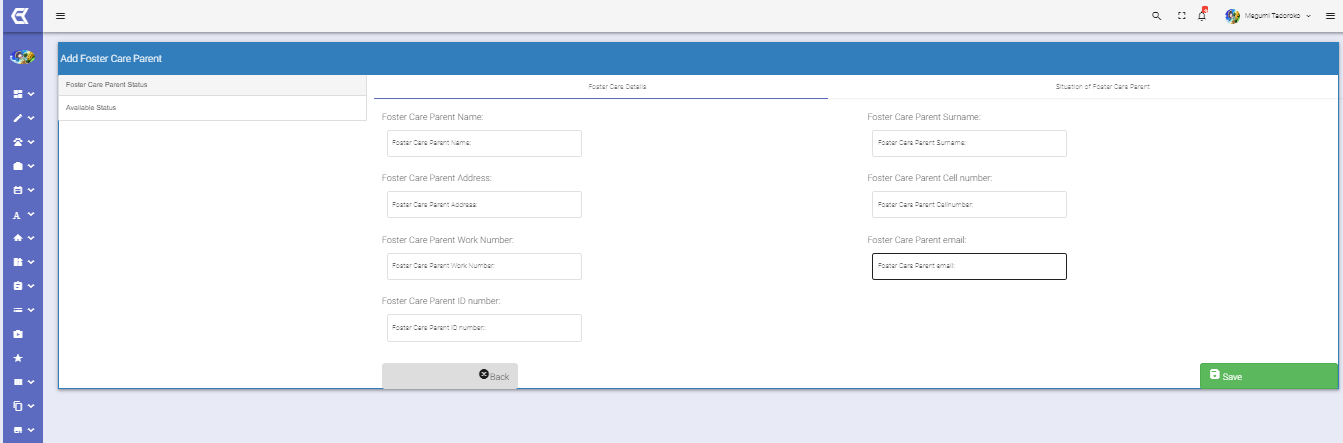 Megumi Tadoroko
Add Foster Care Parent
Foster Care Parent Status
Available Status
Foster Care Details
Situation of Foster Care Parent
Foster Care Parent Name:
Foster Care Parent Surname:
Foster Care Parent Name:
Foster Care Parent Surname:
Foster Care Parent Address:
Foster Care Parent Cell number:
Foster Care Parent Address:
Foster Care Parent Cellnumber:
Foster Care Parent Work Number:
Foster Care Parent email:
Foster Care Parent Work Number:
Foster Care Parent email:
Foster Care Parent ID number:
Foster Care Parent ID number:
Back
Save